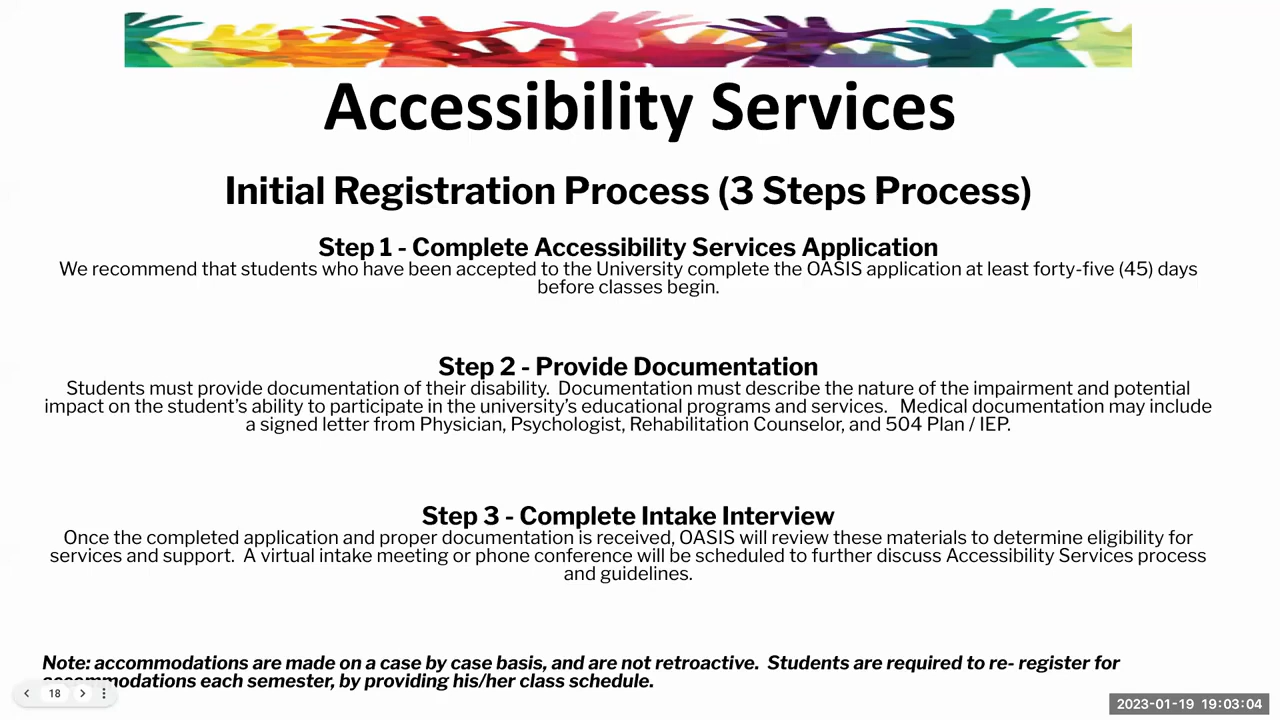 Accessibility Services
Initial Registration Process (3 Steps Process)
Step 1 - Complete Accessibility Services Application
We recommend that students who have been accepted to the University complete the OASIS application at least forty-five (45) days
before classes begin.
Step 2 - Provide Documentation
Students must provide documentation of their disability. Documentation must describe the nature of the impairment and potential
impact on the student's ability to participate in the university's educational programs and services. Medical documentation may include
a signed letter from Physician, Psychologist, Rehabilitation Counselor, and 504 Plan / IEP.
Step 3 - Complete Intake Interview
Once the completed application and proper documentation is received, OASIS will review these materials to determine eligibility for
services and support. A virtual intake meeting or phone conference will be scheduled to further discuss Accessibility Services process
and guidelines.
Note: accommodations are made on a case by case basis, and are not retroactive. Students are required to re- register for
accommodations each semester, by providing his/her class schedule.
18
2023-01-19 19:03:04